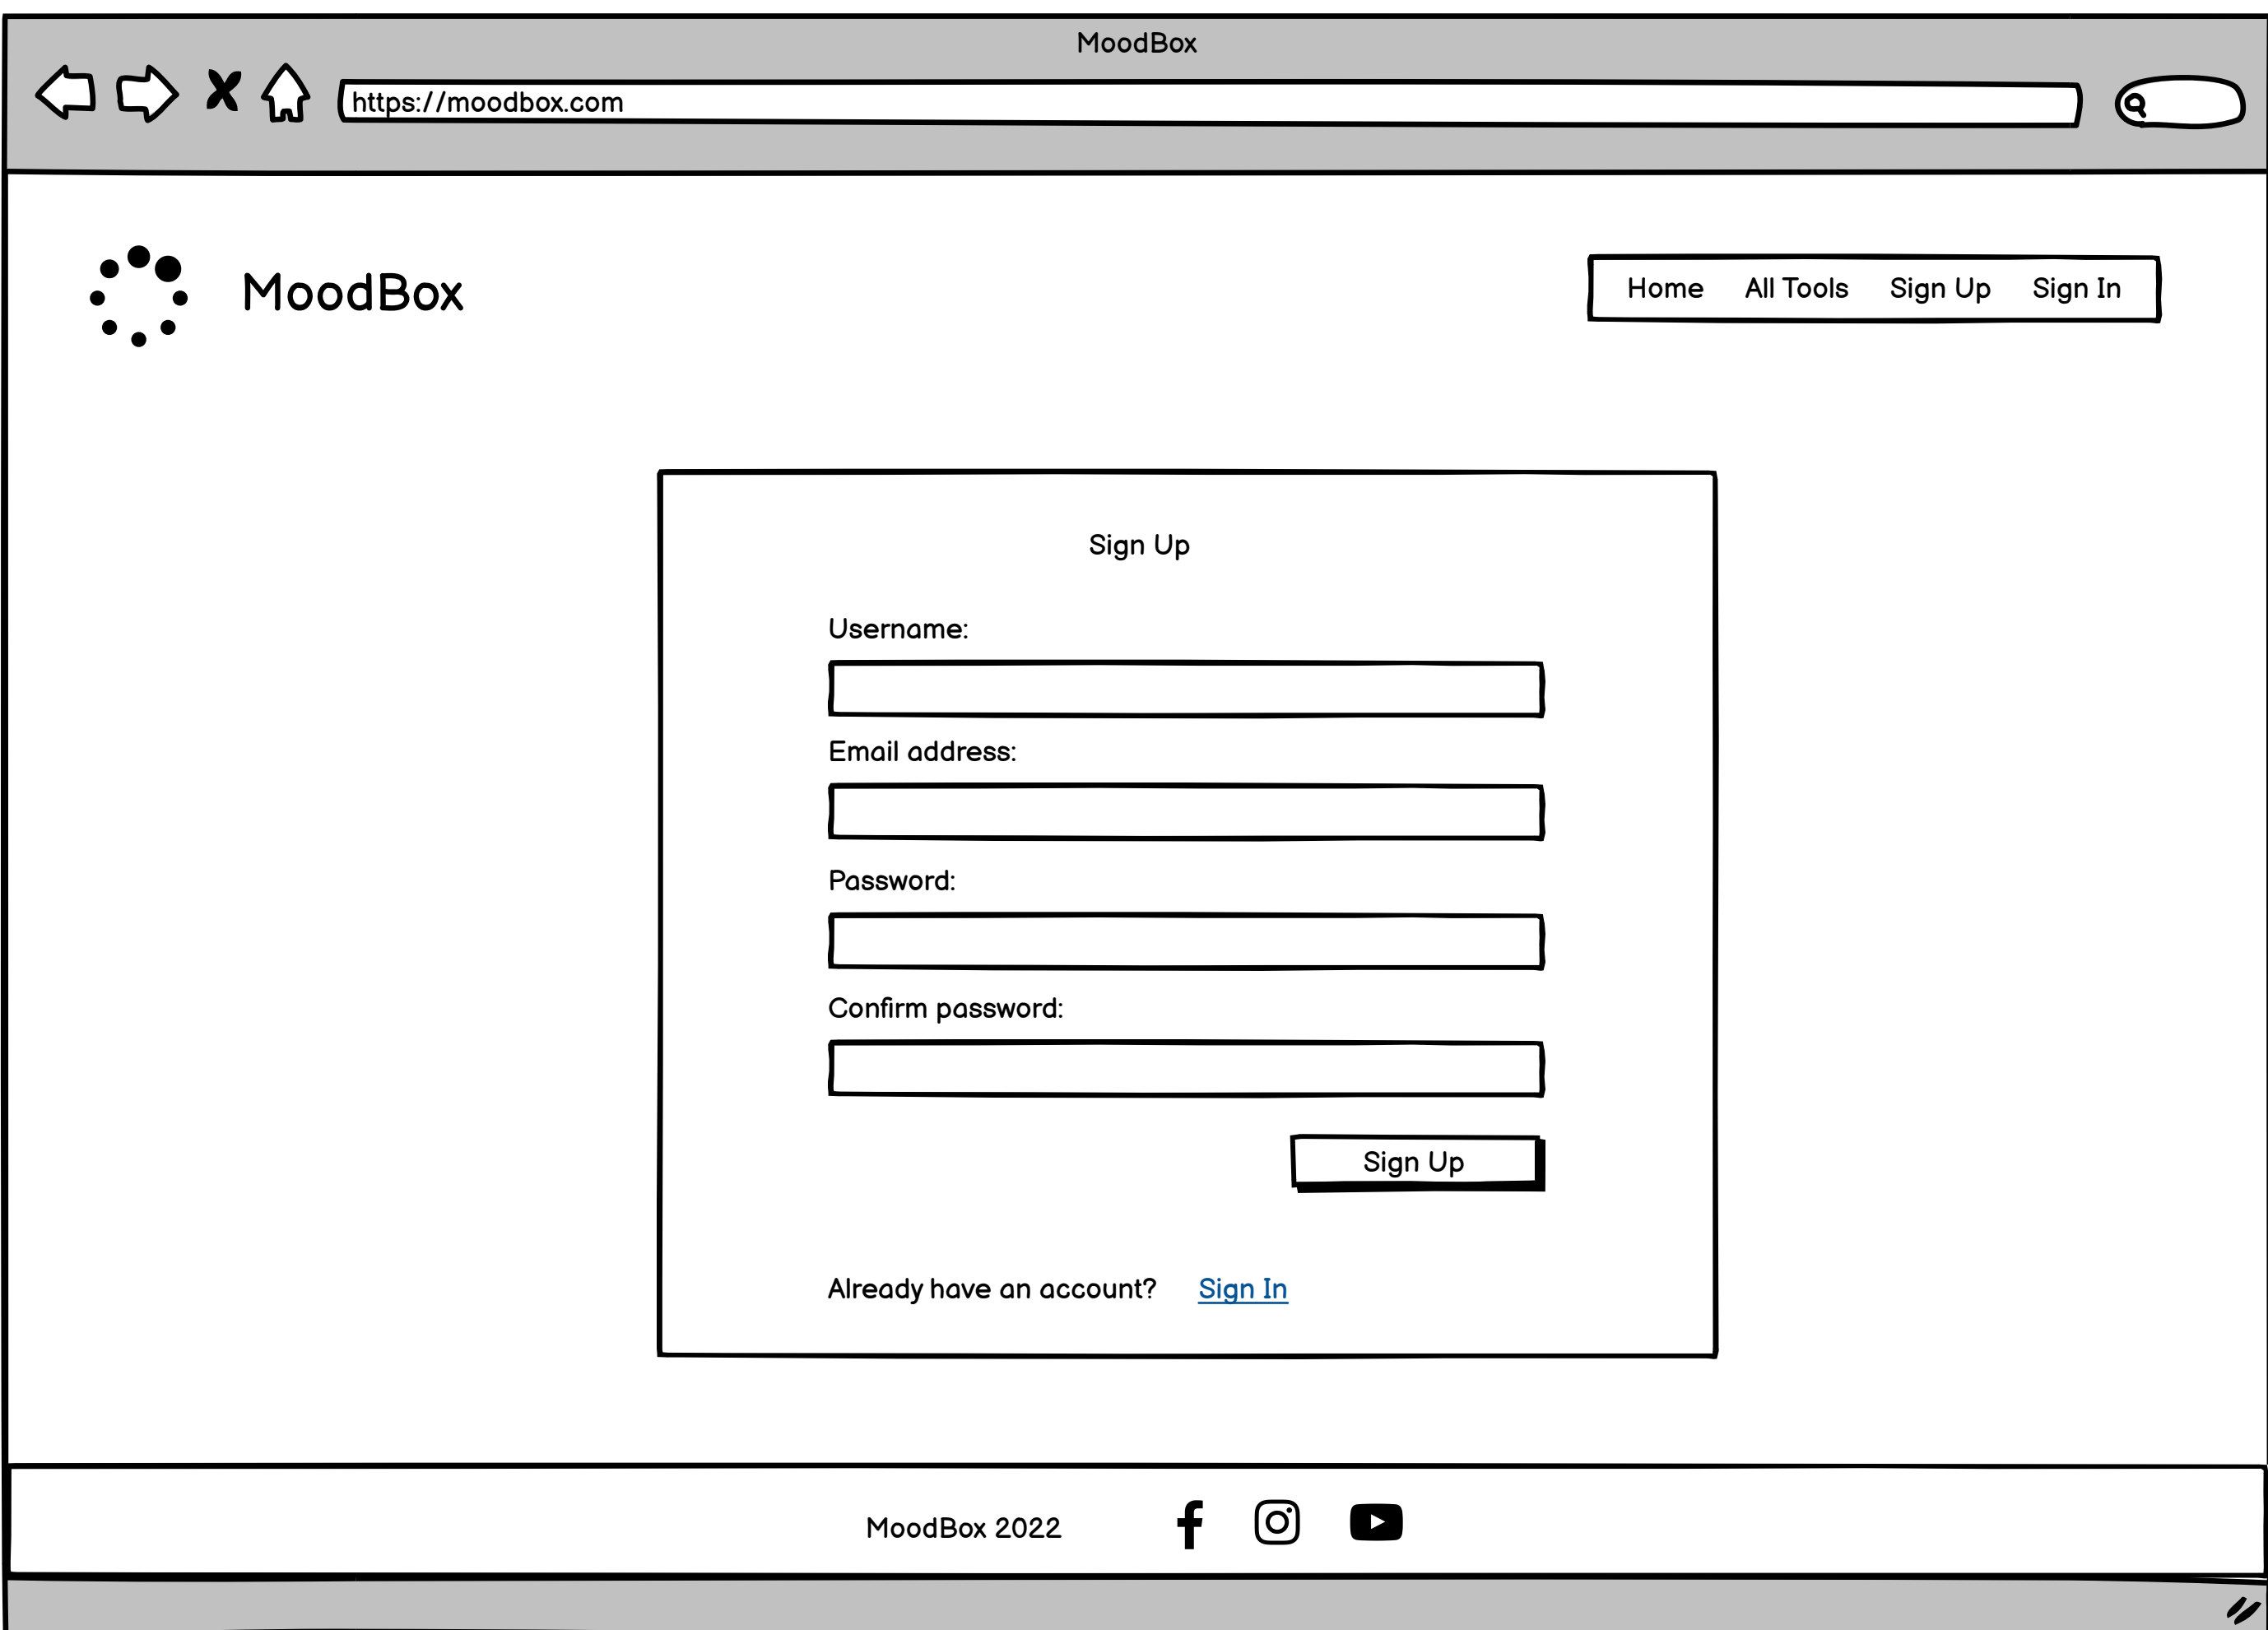 MoodBox
https://moodbox.com
MoodBox
Home All Tools Sign Up Sign In
Sign Up
Username:
Email address:
Password:
Confirm password:
Sign Up
Already have an account? Sign In
MoodBox 2022